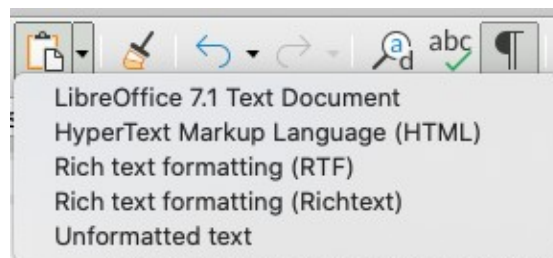 a
d
abc
¶
LibreOffice 7.1 Text Document
HyperText Markup Language (HTML)
Rich text formatting (RTF)
Rich text formatting (Richtext)
Unformatted text